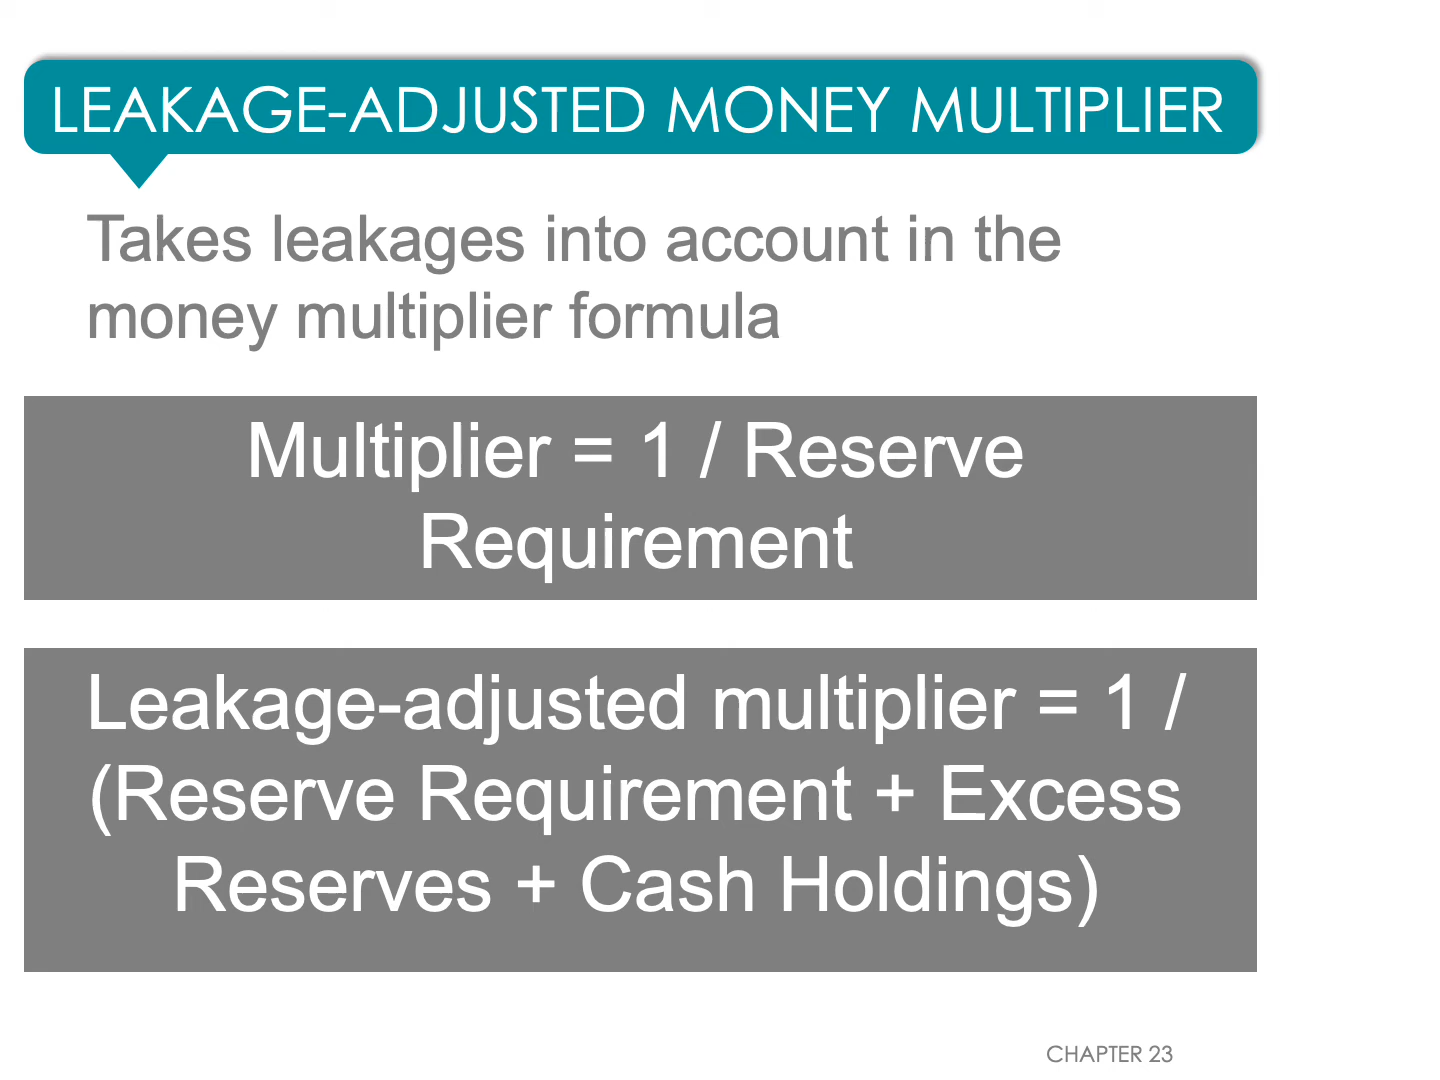 LEAKAGE-ADJUSTED MONEY MULTIPLIER
Takes leakages into account in the
money multiplier formula
Multiplier = 1 / Reserve
Requirement
Leakage-adjusted multiplier = 1 /
(Reserve Requirement + Excess
Reserves + Cash Holdings)
CHAPTER 23